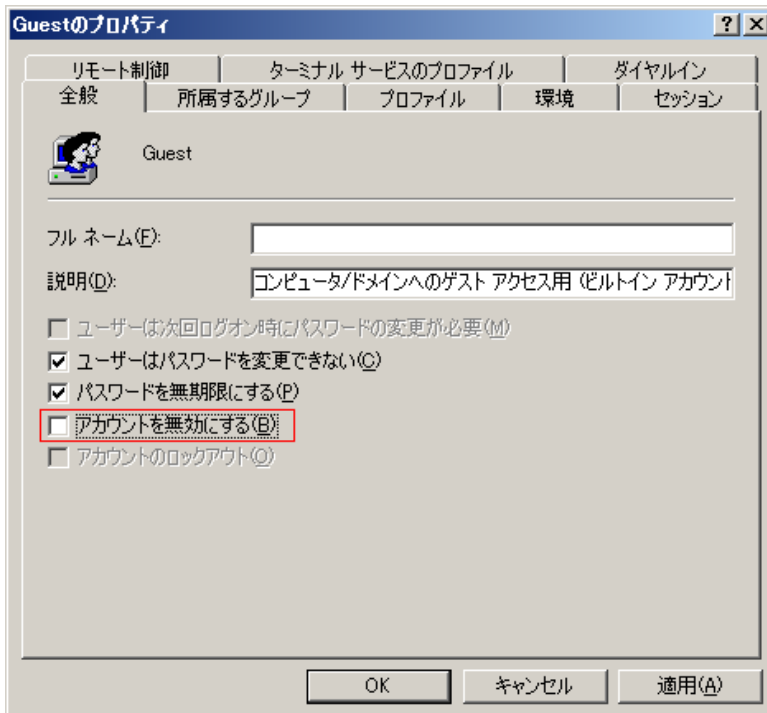 Guestのプロパティ
リモート制御 ターミナル サービスのプロファイル ダイヤルイン
全般 所属するグループ プロファイル 環境 セッション
Guest
フル ネーム(F):
説明(D): コンピュータ/ドメインへのゲスト アクセス用 (ビルトイン アカウント
ユーザーは次回ログオン時にパスワードの変更が必要(M)
ユーザーはパスワードを変更できない(C)
パスワードを無期限にする(P)
アカウントを無効にする(B)
アカウントのロックアウト(O)
OK キャンセル 適用(A)